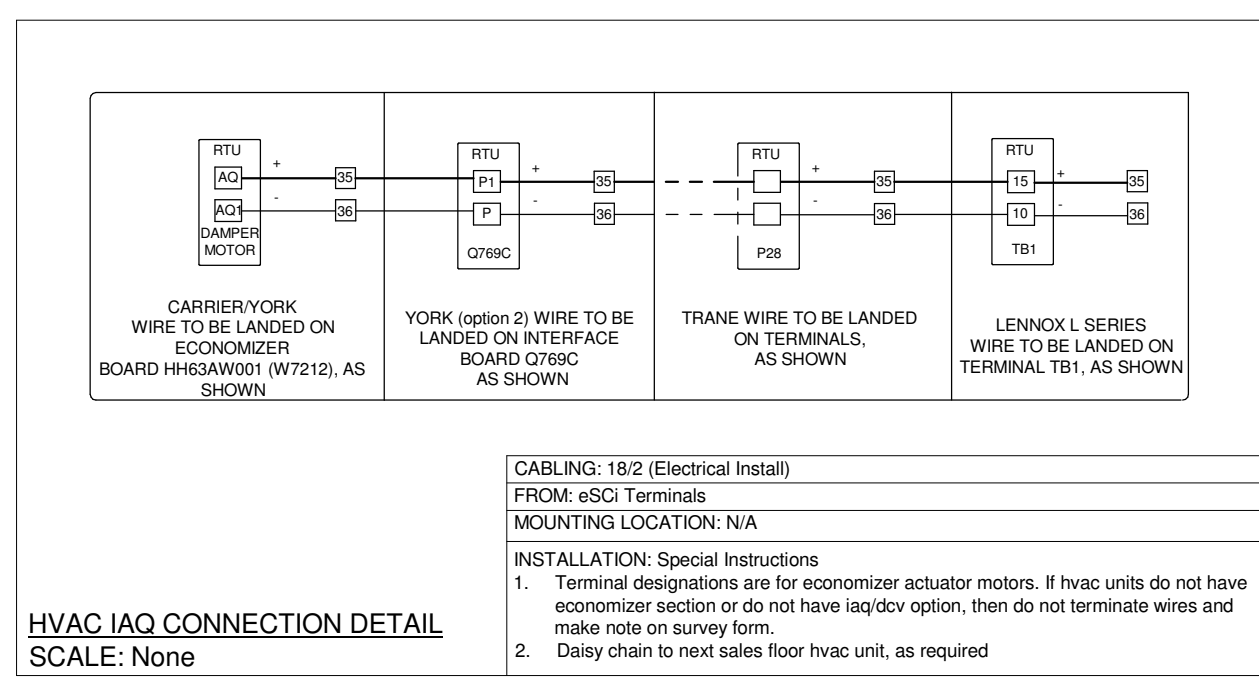 RTU
AQ
+
35
AQ1
-
36
DAMPER
MOTOR
CARRIER/YORK
WIRE TO BE LANDED ON
ECONOMIZER
BOARD HH63AW001 (W7212), AS
SHOWN
RTU
P1
+
35
P
-
36
Q769C
YORK (option 2) WIRE TO BE
LANDED ON INTERFACE
BOARD Q769C
AS SHOWN
RTU
+
35
-
36
P28
TRANE WIRE TO BE LANDED
ON TERMINALS,
AS SHOWN
RTU
15
+
35
10
-
36
TB1
LENNOX L SERIES
WIRE TO BE LANDED ON
TERMINAL TB1, AS SHOWN
CABLING: 18/2 (Electrical Install)
FROM: eSCi Terminals
MOUNTING LOCATION: N/A
INSTALLATION: Special Instructions
1. Terminal designations are for economizer actuator motors. If hvac units do not have
economizer section or do not have iaq/dcv option, then do not terminate wires and
make note on survey form.
2. Daisy chain to next sales floor hvac unit, as required
HVAC IAQ CONNECTION DETAIL
SCALE: None